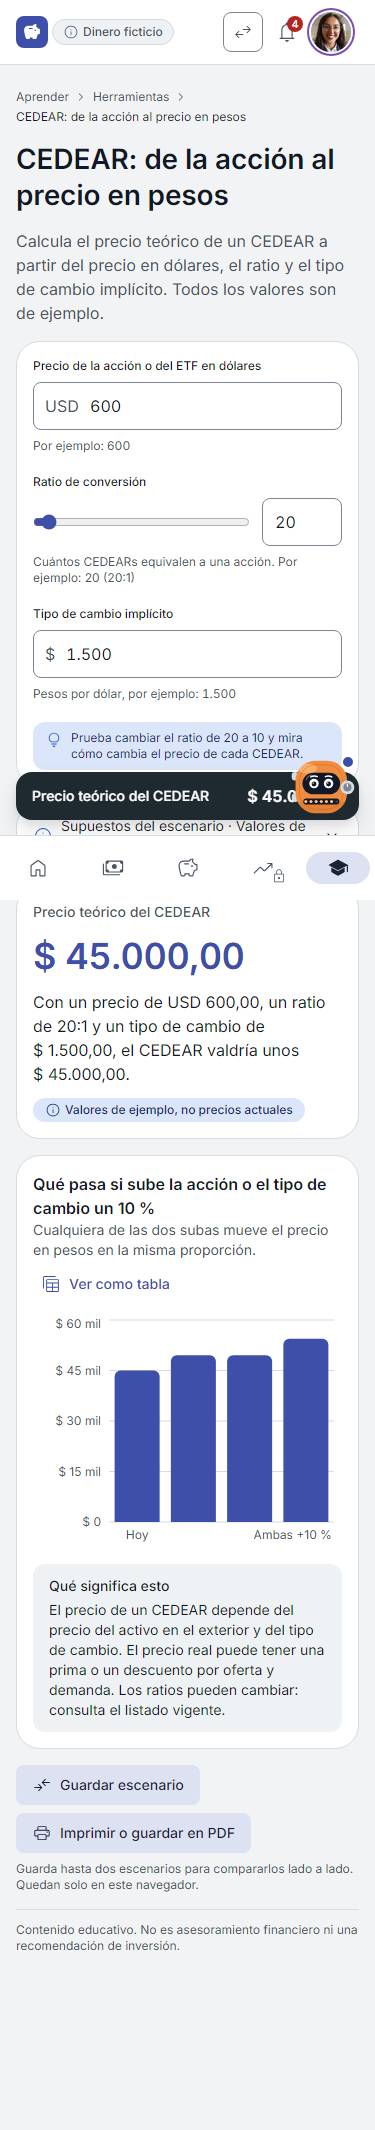 Dinero ficticio
4
Aprender
Herramientas
CEDEAR: de la acción al precio en pesos
CEDEAR: de la acción al
precio en pesos
Calcula el precio teórico de un CEDEAR a
partir del precio en dólares, el ratio y el tipo
de cambio implícito. Todos los valores son
de ejemplo.
Precio de la acción o del ETF en dólares
USD 600
Por ejemplo: 600
Ratio de conversión
20
Cuántos CEDEARs equivalen a una acción. Por
ejemplo: 20 (20:1)
Tipo de cambio implícito
$ 1.500
Pesos por dólar, por ejemplo: 1.500
Prueba cambiar el ratio de 20 a 10 y mira
cómo cambia el precio de cada CEDEAR.
Precio teórico del CEDEAR $ 45.0
Supuestos del escenario · Valores de
Precio teórico del CEDEAR
$ 45.000,00
Con un precio de USD 600,00, un ratio
de 20:1 y un tipo de cambio de
$ 1.500,00, el CEDEAR valdría unos
$ 45.000,00.
Valores de ejemplo, no precios actuales
Qué pasa si sube la acción o el tipo de
cambio un 10 %
Cualquiera de las dos subas mueve el precio
en pesos en la misma proporción.
Ver como tabla
$ 60 mil
$ 45 mil
$ 30 mil
$ 15 mil
$ 0
Hoy
Ambas +10 %
Qué significa esto
El precio de un CEDEAR depende del
precio del activo en el exterior y del tipo
de cambio. El precio real puede tener una
prima o un descuento por oferta y
demanda. Los ratios pueden cambiar:
consulta el listado vigente.
Guardar escenario
Imprimir o guardar en PDF
Guarda hasta dos escenarios para compararlos lado a lado.
Quedan solo en este navegador.
Contenido educativo. No es asesoramiento financiero ni una
recomendación de inversión.